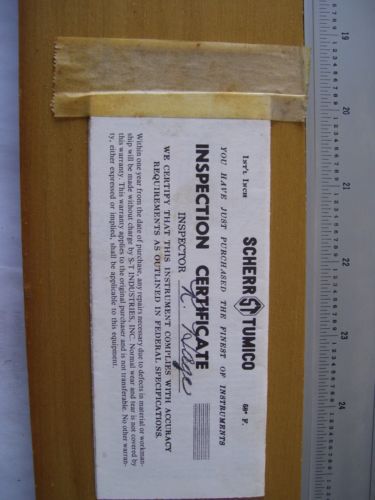 INT'L INCH SCHERR ST TUMICO 68° F.
YOU HAVE JUST PURCHASED THE FINEST OF INSTRUMENTS
INSPECTION CERTIFICATE
INSPECTOR
WE CERTIFY THAT THIS INSTRUMENT COMPLIES WITH ACCURACY
REQUIREMENTS AS OUTLINED IN FEDERAL SPECIFICATIONS.
Within one year from the date of purchase, any repairs necessary due to defects in material or workman-
ship will be made without charge by S-T INDUSTRIES, INC. Normal wear and tear is not covered by
this warranty. This warranty applies to the original purchaser and is not transferable. No other warran-
ty, either expressed or implied, shall be applicable to this equipment.
19
20
21
22
23
24